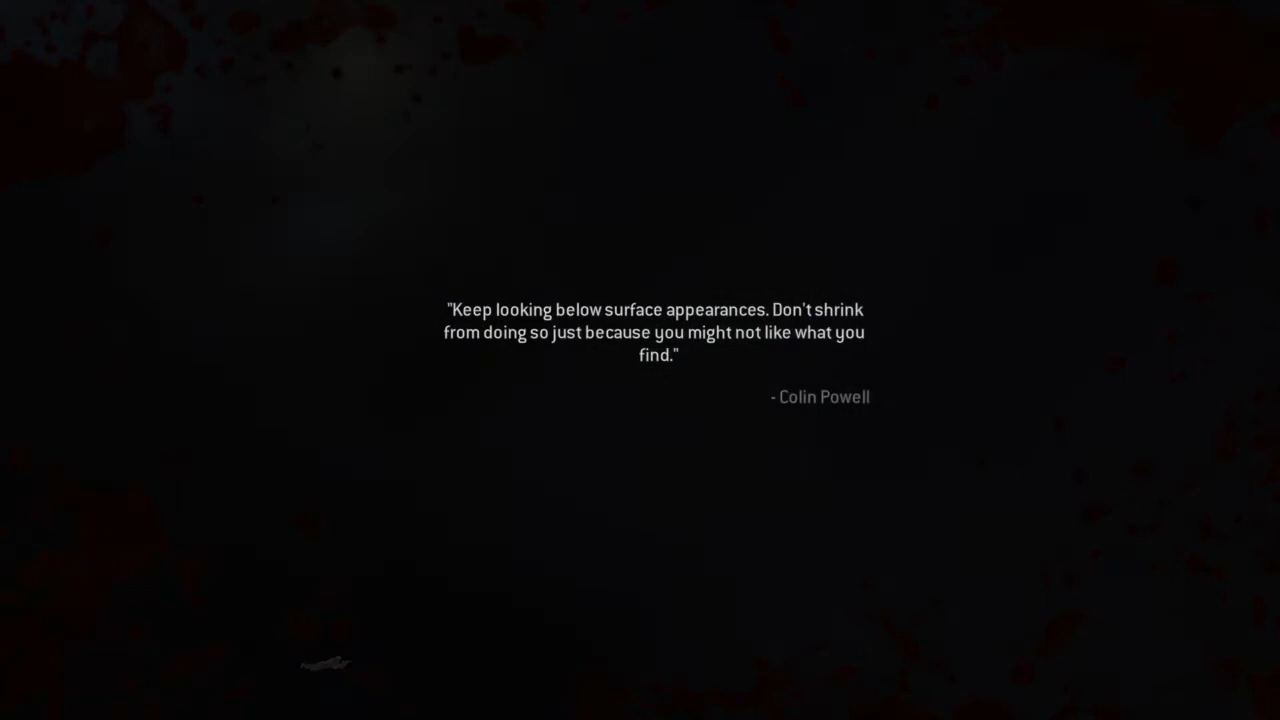 "Keep looking below surface appearances. Don't shrink
from doing so just because you might not like what you
find."
- Colin Powell